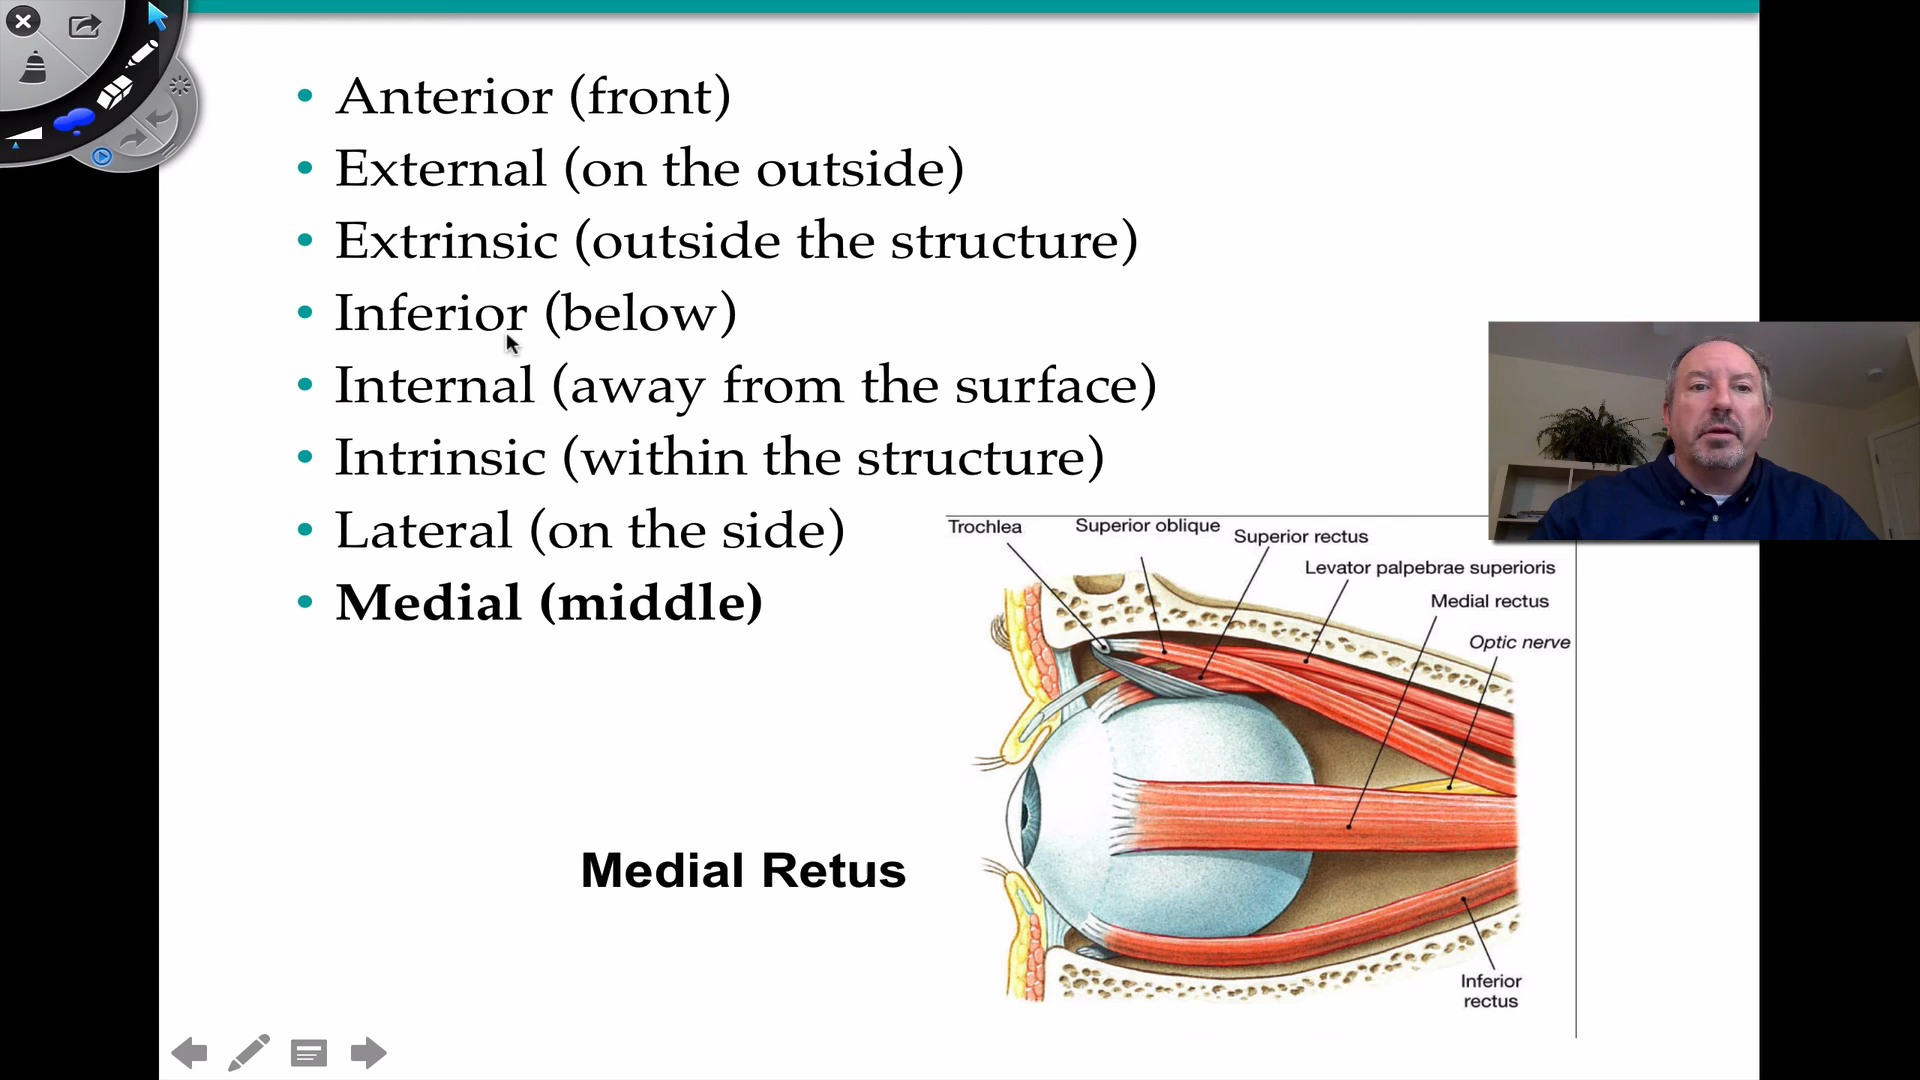 • Anterior (front)
• External (on the outside)
• Extrinsic (outside the structure)
• Inferior (below)
• Internal (away from the surface)
• Intrinsic (within the structure)
• Lateral (on the side)
• Medial (middle)
Trochlea
Superior oblique
Superior rectus
Levator palpebrae superioris
Medial rectus
Optic nerve
Medial Retus
Inferior
rectus